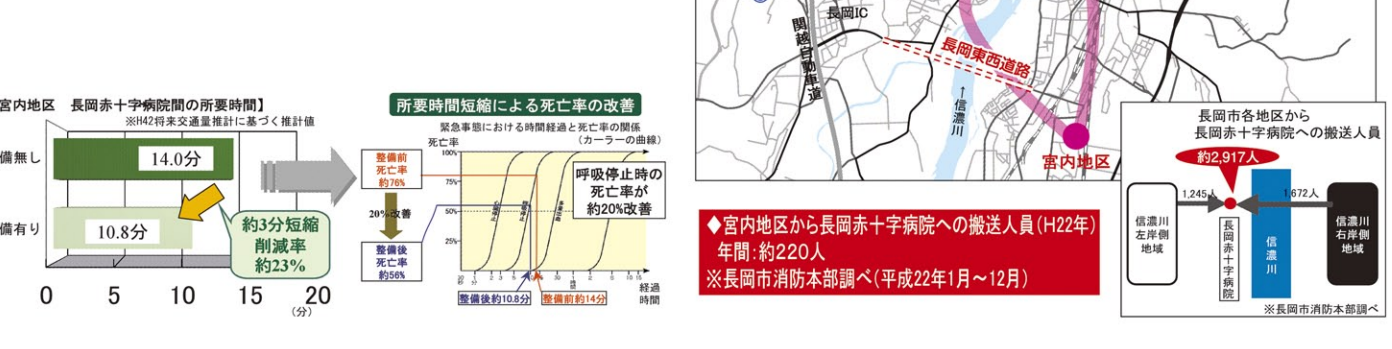 宮内地区 長岡赤十字病院間の所要時間】
※H42将来交通量推計に基づく推計値
備無し
14.0分
備有り
10.8分
約3分短縮
削減率
約23%
0 5 10 15 20
(分)
所要時間短縮による死亡率の改善
緊急事態における時間経過と死亡率の関係
(カーラーの曲線)
死亡率
100%
75%
50%
25%
整備前
死亡率
約76%
20%改善
整備後
死亡率
約56%
呼吸停止時の
死亡率が
約20%改善
経過
時間
整備後約10.8分
整備前約14分
長岡IC
関越自動車道
長岡東西道路
←信濃川
宮内地区
◆宮内地区から長岡赤十字病院への搬送人員(H22年)
年間:約220人
※長岡市消防本部調べ(平成22年1月～12月)
長岡市各地区から
長岡赤十字病院への搬送人員
約2,917人
1,245人
1,672人
信濃川
左岸側
地域
長岡赤十字病院
信濃川
信濃川
右岸側
地域
※長岡市消防本部調べ